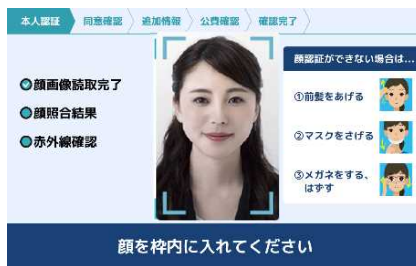 本人認証
同意確認
追加情報
公費確認
確認完了
顔画像読取完了
顔照合結果
赤外線確認
顔認証ができない場合は...
①前髪をあげる
②マスクをさげる
③メガネをする、
はずす
顔を枠内に入れてください